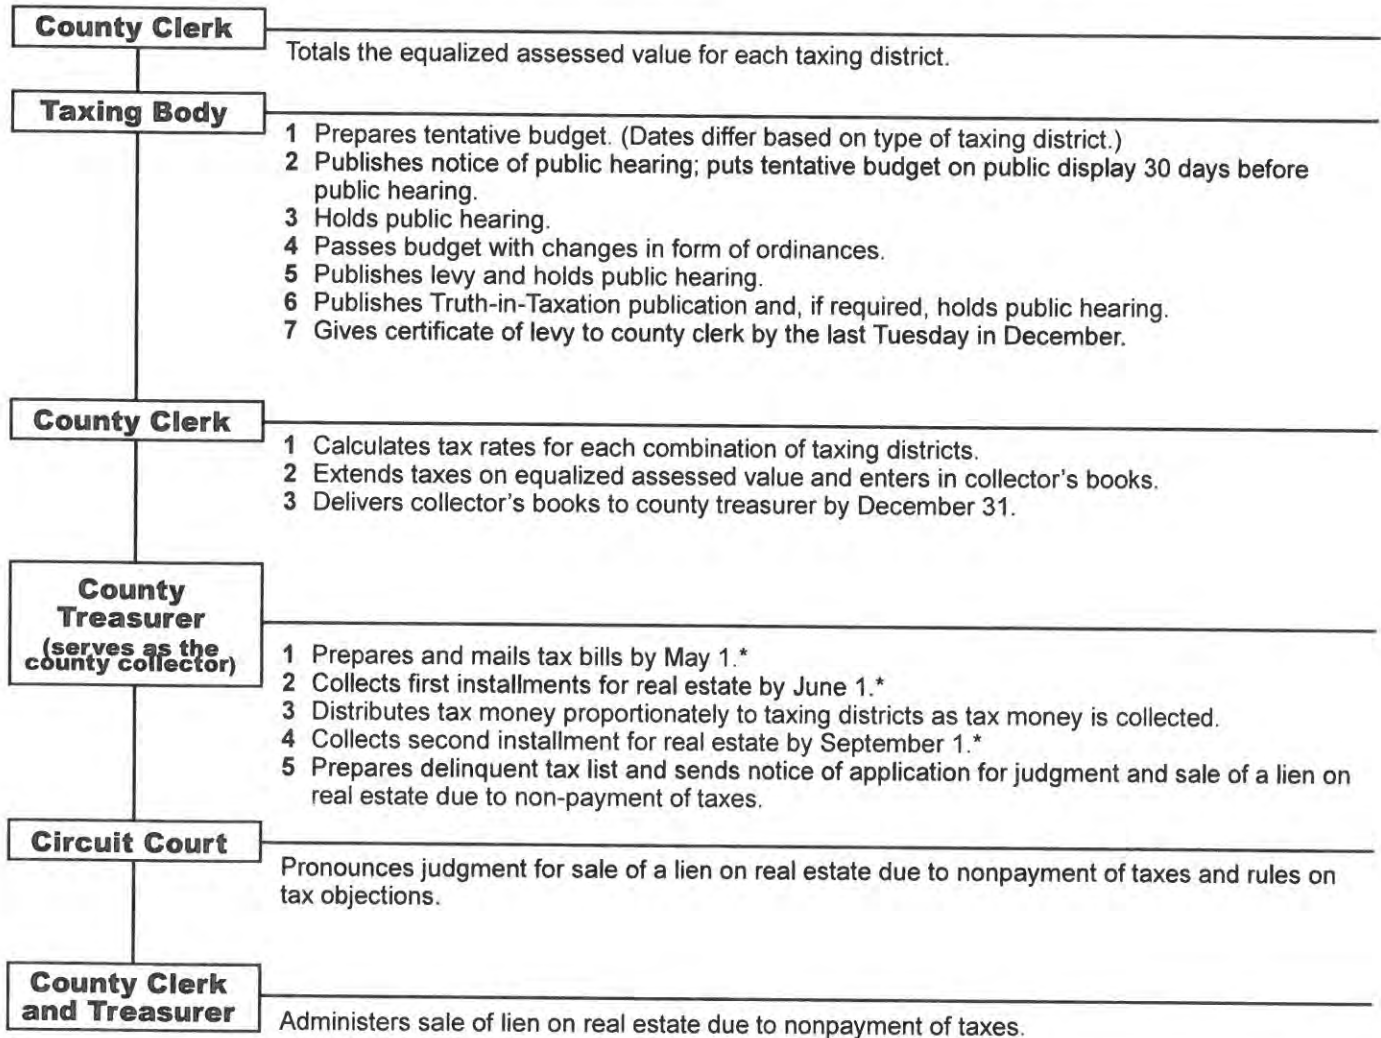 County Clerk
Totals the equalized assessed value for each taxing district.
Taxing Body
1 Prepares tentative budget. (Dates differ based on type of taxing district.)
2 Publishes notice of public hearing; puts tentative budget on public display 30 days before
public hearing.
3 Holds public hearing.
4 Passes budget with changes in form of ordinances.
5 Publishes levy and holds public hearing.
6 Publishes Truth-in-Taxation publication and, if required, holds public hearing.
7 Gives certificate of levy to county clerk by the last Tuesday in December.
County Clerk
1 Calculates tax rates for each combination of taxing districts.
2 Extends taxes on equalized assessed value and enters in collector's books.
3 Delivers collector's books to county treasurer by December 31.
County
Treasurer
(serves as the
county collector)
1 Prepares and mails tax bills by May 1.*
2 Collects first installments for real estate by June 1.*
3 Distributes tax money proportionately to taxing districts as tax money is collected.
4 Collects second installment for real estate by September 1.*
5 Prepares delinquent tax list and sends notice of application for judgment and sale of a lien on
real estate due to non-payment of taxes.
Circuit Court
Pronounces judgment for sale of a lien on real estate due to nonpayment of taxes and rules on
tax objections.
County Clerk
and Treasurer
Administers sale of lien on real estate due to nonpayment of taxes.